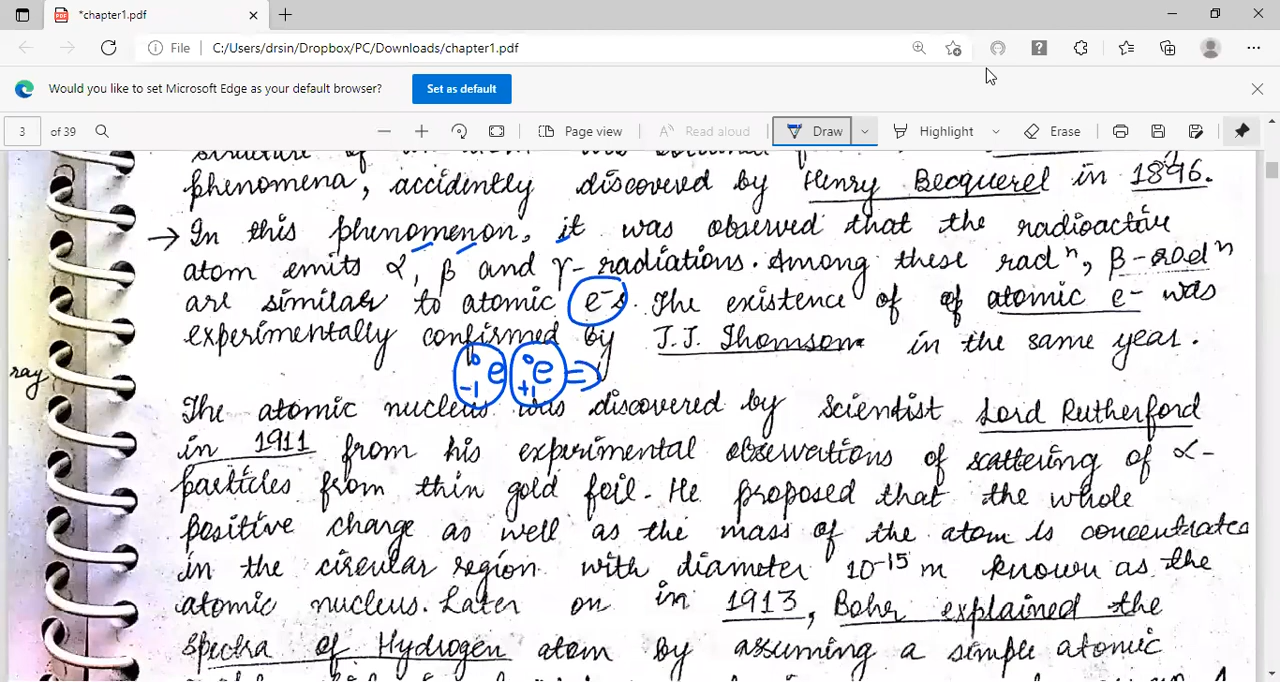 *chapter1.pdf
File C:/Users/drsin/Dropbox/PC/Downloads/chapter1.pdf
Would you like to set Microsoft Edge as your default browser? Set as default
3 of 39 Page view Read aloud Draw Highlight Erase
structure of
phenomena, accidently discovered by Henry Becquerel in 1896.
→ In this phenomenon, it was observed that the radioactive
atom emits α, β and γ-radiations. Among these radⁿ, β-radⁿ
are similar to atomic e⁻s. The existence of of atomic e- was
experimentally confirmed by J.J. Thomson in the same year.
0 -1 e 0 +1 e ⇒
ray
The atomic nucleus was discovered by scientist Lord Rutherford
in 1911 from his experimental observations of scattering of α-
particles from thin gold foil. He proposed that the whole
positive charge as well as the mass of the atom is concentrates
in the circular region with diameter 10⁻¹⁵ m known as the
atomic nucleus. Later on in 1913, Boher explained the
spectra of Hydrogen atom by assuming a simple atomic